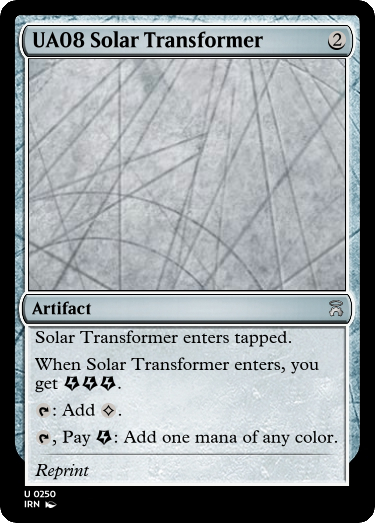 UA08 Solar Transformer 2
Artifact
Solar Transformer enters tapped.
When Solar Transformer enters, you
get .
: Add .
, Pay : Add one mana of any color.
Reprint
U 0250
IRN